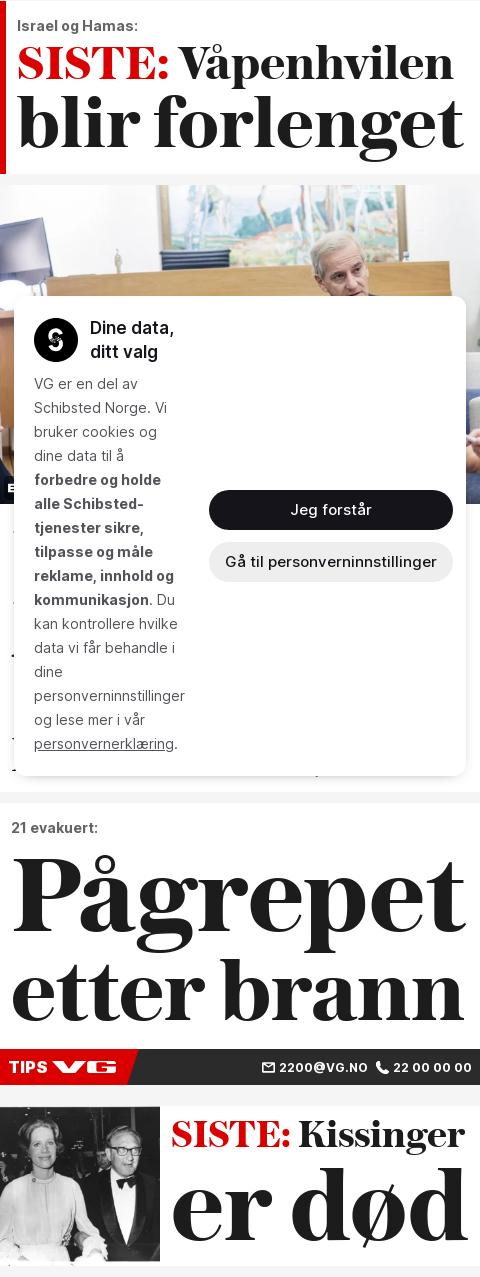 Israel og Hamas:
SISTE: Våpenhvilen
blir forlenget
Dine data,
ditt valg
VG er en del av
Schibsted Norge. Vi
bruker cookies og
dine data til å
forbedre og holde
alle Schibsted-
tjenester sikre,
tilpasse og måle
reklame, innhold og
kommunikasjon. Du
kan kontrollere hvilke
data vi får behandle i
dine
personverninnstillinger
og lese mer i vår
personvernerklæring.
Jeg forstår
Gå til personverninnstillinger
21 evakuert:
Pågrepet
etter brann
TIPS VG 2200@VG.NO 22 00 00 00
SISTE: Kissinger
er død